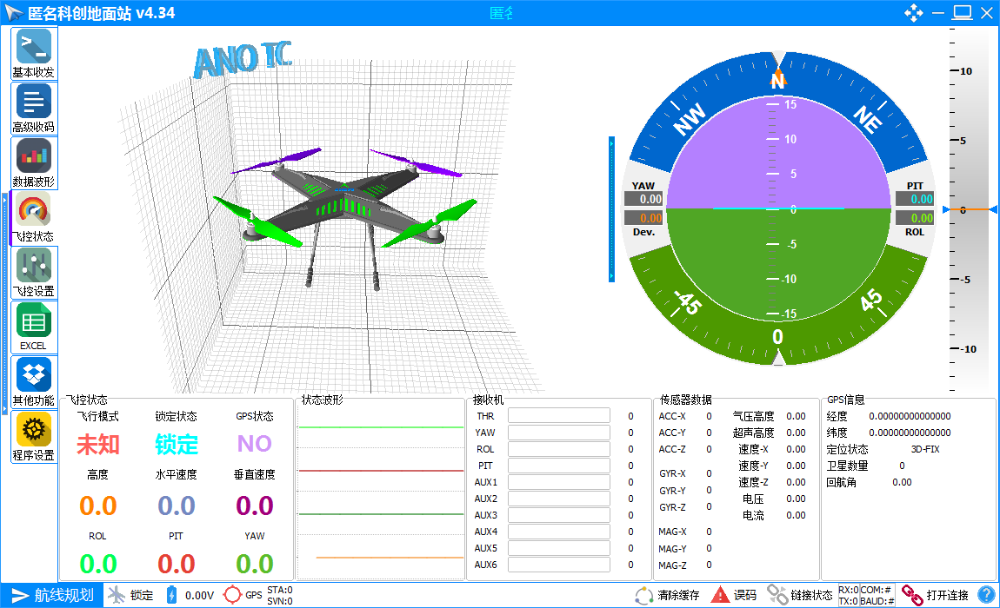 匿名科创地面站 v4.34
匿名
基本收发
高级收码
数据波形
飞控状态
飞控设置
EXCEL
其他功能
程序设置
ANO TC
N
NW
NE
15
10
5
0
-5
-10
-15
YAW
0.00
0.00
Dev.
PIT
0.00
0.00
ROL
-45
0
45
10
5
0
-5
-10
飞控状态
飞行模式 锁定状态 GPS状态
未知 锁定 NO
高度 水平速度 垂直速度
0.0 0.0 0.0
ROL PIT YAW
0.0 0.0 0.0
状态波形
接收机
THR 0
YAW 0
ROL 0
PIT 0
AUX1 0
AUX2 0
AUX3 0
AUX4 0
AUX5 0
AUX6 0
传感器数据
ACC-X 0
ACC-Y 0
ACC-Z 0
GYR-X 0
GYR-Y 0
GYR-Z 0
MAG-X 0
MAG-Y 0
MAG-Z 0
气压高度 0.00
超声高度 0.00
速度-X 0.00
速度-Y 0.00
速度-Z 0.00
电压 0.00
电流 0.00
GPS信息
经度 0.00000000000000
纬度 0.00000000000000
定位状态 3D-FIX
卫星数量 0
回航角 0.00
航线规划
锁定
0.00V
GPS
STA:0
SVN:0
清除缓存
误码
链接状态
RX:0 COM:#
TX:0 BAUD:#
打开连接
?